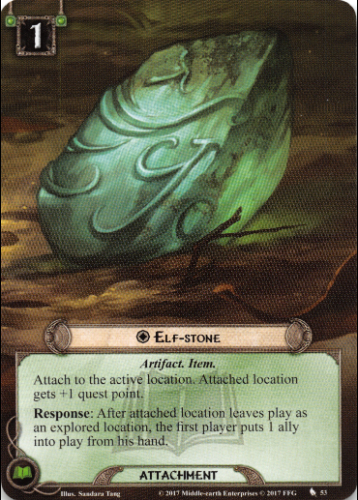 1
Elf-stone
Artifact. Item.
Attach to the active location. Attached location
gets +1 quest point.
Response: After attached location leaves play as
an explored location, the first player puts 1 ally
into play from his hand.
Illus. Sandara Tang
ATTACHMENT
© 2017 Middle-earth Enterprises © 2017 FFG
53